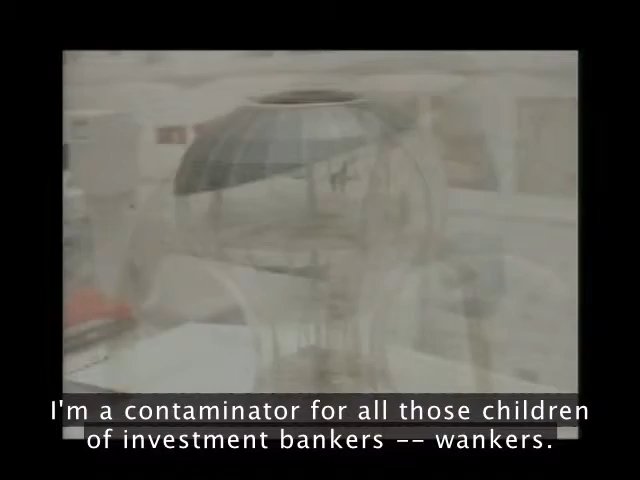 I'm a contaminator for all those children
of investment bankers -- wankers.